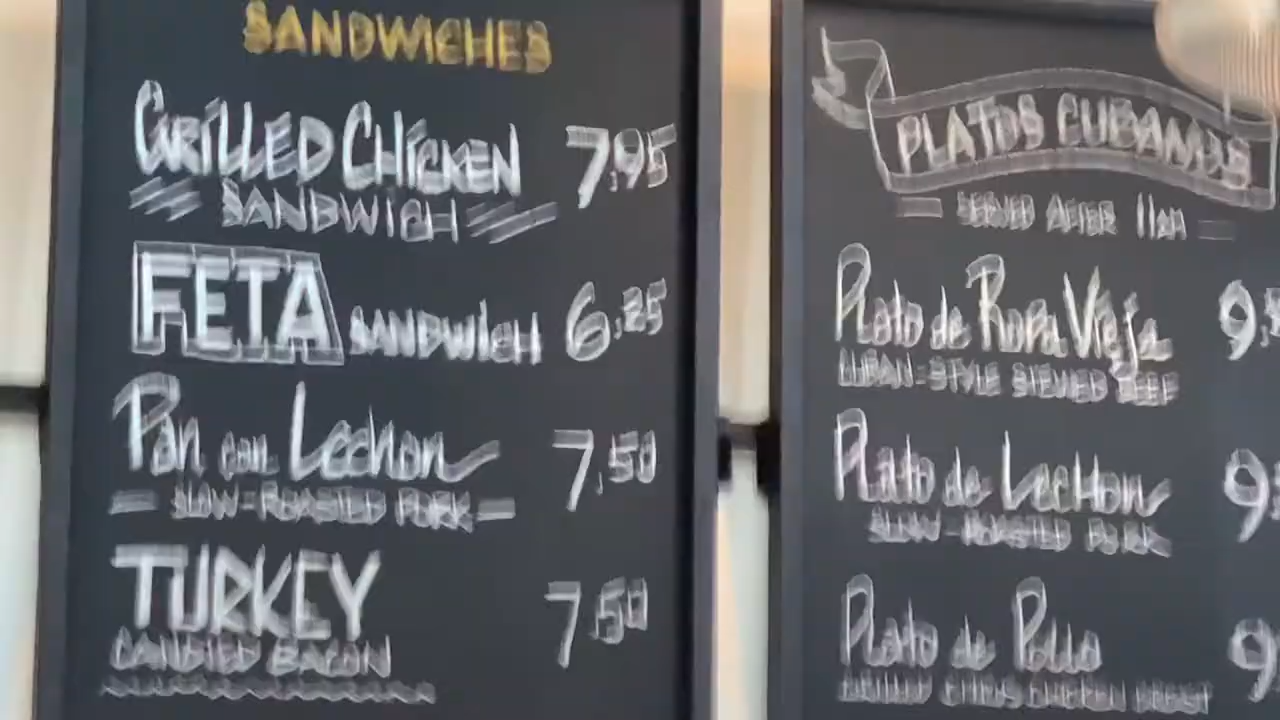 SANDWICHES
GRILLED CHICKEN 7.95
SANDWICH
FETA SANDWICH 6.25
Pan con Lechon 7.50
SLOW-ROASTED PORK
TURKEY 7.50
CANDIED BACON
PLATOS CUBANOS
SERVED AFTER 11AM
Plato de Ropa Vieja 9.
CUBAN-STYLE STEWED BEEF
Plato de Lechon 9.
SLOW-ROASTED PORK
Plato de Pollo 9.
CHICKEN BREAST